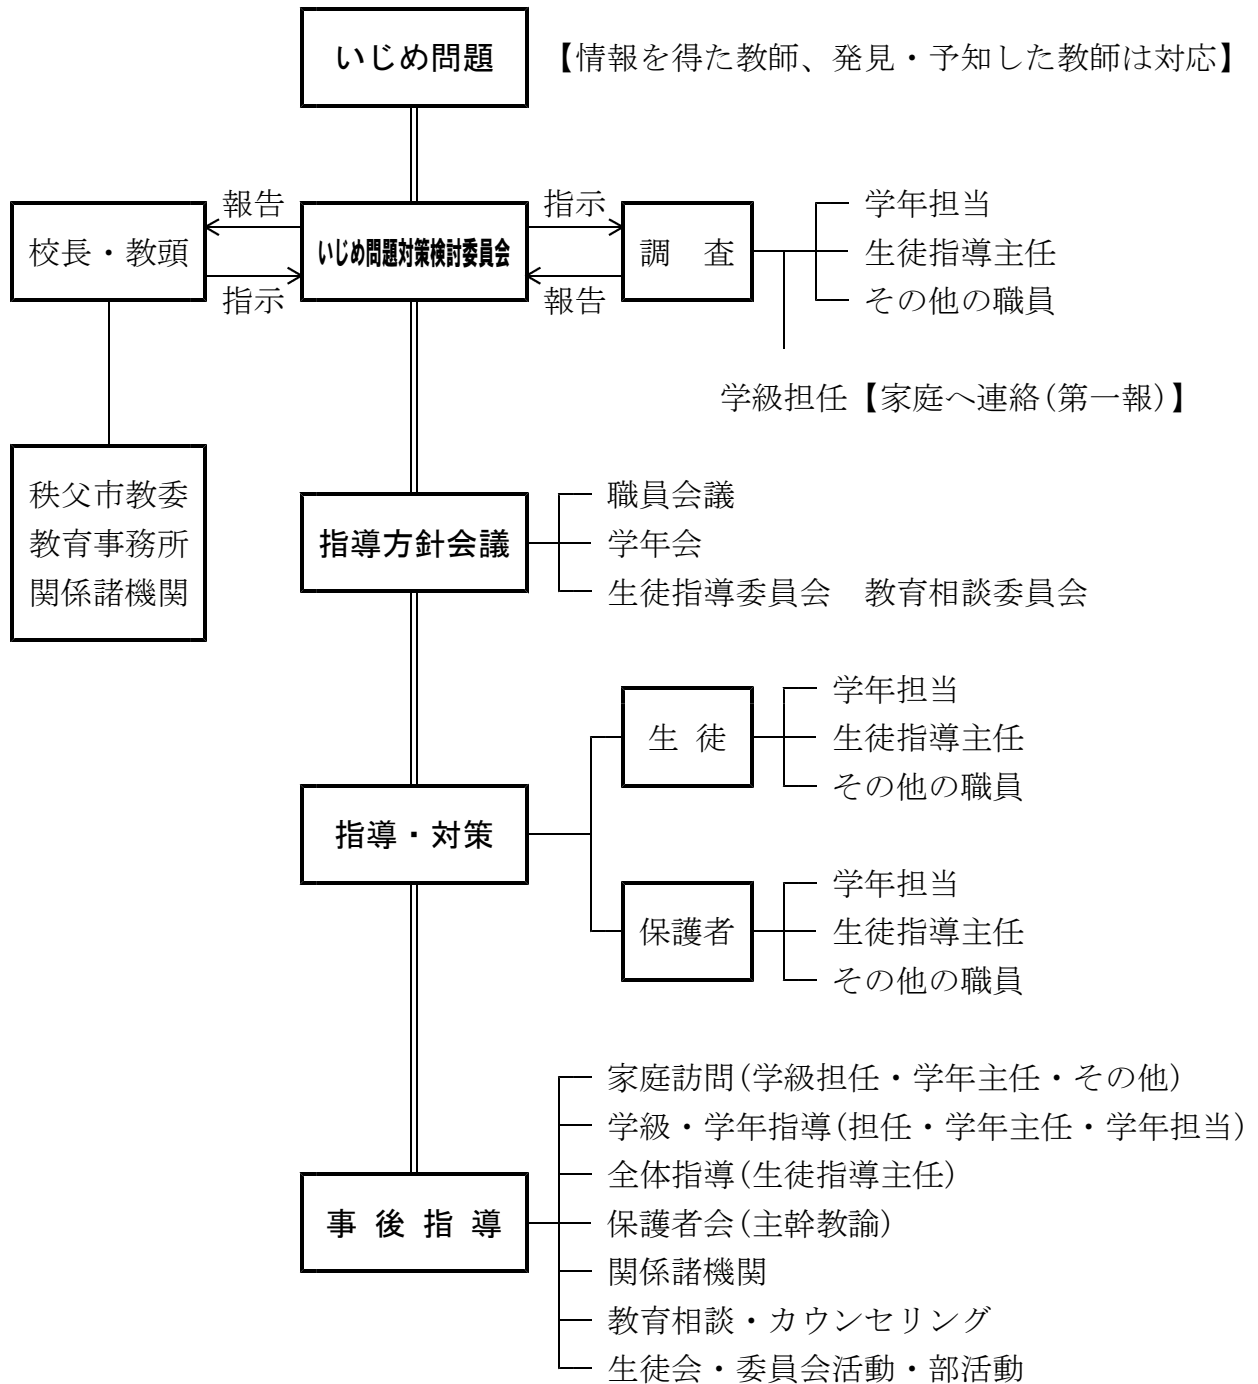 いじめ問題
【情報を得た教師、発見・予知した教師は対応】
報告
指示
校長・教頭
いじめ問題対策検討委員会
調　査
指示
報告
学年担当
生徒指導主任
その他の職員
学級担任【家庭へ連絡(第一報)】
秩父市教委
教育事務所
関係諸機関
指導方針会議
職員会議
学年会
生徒指導委員会　教育相談委員会
指導・対策
生 徒
学年担当
生徒指導主任
その他の職員
保護者
学年担当
生徒指導主任
その他の職員
事 後 指 導
家庭訪問(学級担任・学年主任・その他)
学級・学年指導(担任・学年主任・学年担当)
全体指導(生徒指導主任)
保護者会(主幹教諭)
関係諸機関
教育相談・カウンセリング
生徒会・委員会活動・部活動